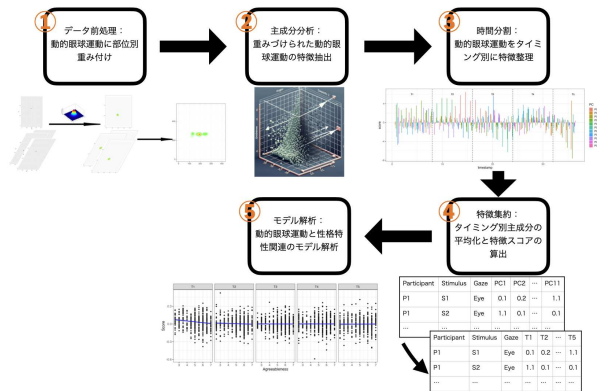 ①
データ前処理：
動的眼球運動に部位別
重み付け
②
主成分分析：
重みづけられた動的眼
球運動の特徴抽出
③
時間分割：
動的眼球運動をタイミ
ング別に特徴整理
④
特徴集約：
タイミング別主成分の
平均化と特徴スコアの
算出
⑤
モデル解析：
動的眼球運動と性格特
性関連のモデル解析
Score
Agreeableness
Participant Stimulus Gaze PC1 PC2 … PC11
P1 S1 Eye 0.1 0.2 … 1.1
P1 S2 Eye 1.1 0.1 … 0.1
… … … …
Participant Stimulus Gaze T1 T2 … T5
P1 S1 Eye 0.1 0.2 … 1.1
P1 S2 Eye 1.1 0.1 … 0.1
… … … … … … …